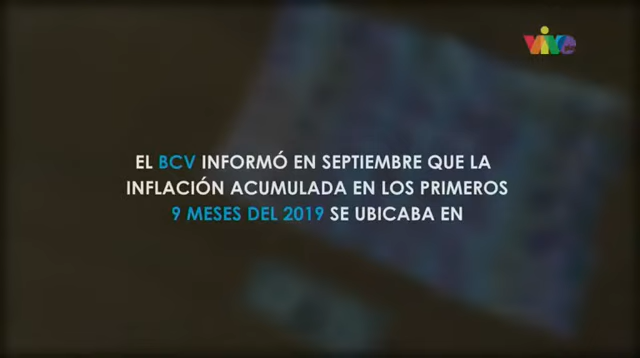 vive
EL BCV INFORMÓ EN SEPTIEMBRE QUE LA
INFLACIÓN ACUMULADA EN LOS PRIMEROS
9 MESES DEL 2019 SE UBICABA EN